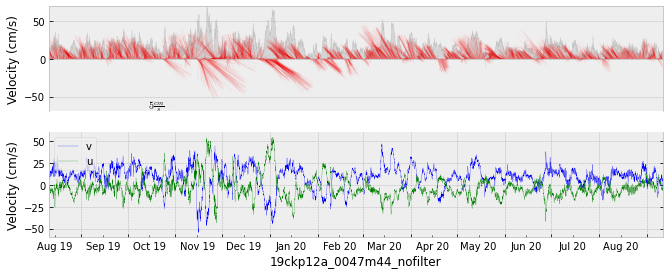 Velocity (cm/s)
50
0
−50
5 cm/s
Velocity (cm/s)
50
25
0
−25
−50
v
u
Aug 19 Sep 19 Oct 19 Nov 19 Dec 19 Jan 20 Feb 20 Mar 20 Apr 20 May 20 Jun 20 Jul 20 Aug 20
19ckp12a_0047m44_nofilter